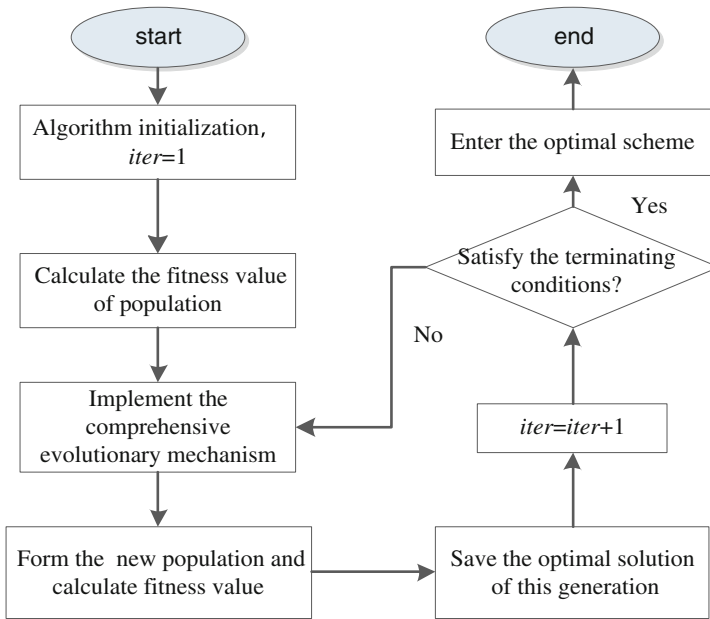 start
Algorithm initialization,
iter=1
Calculate the fitness value
of population
Implement the
comprehensive
evolutionary mechanism
Form the new population and
calculate fitness value
Save the optimal solution
of this generation
iter=iter+1
Satisfy the terminating
conditions?
No
Yes
Enter the optimal scheme
end